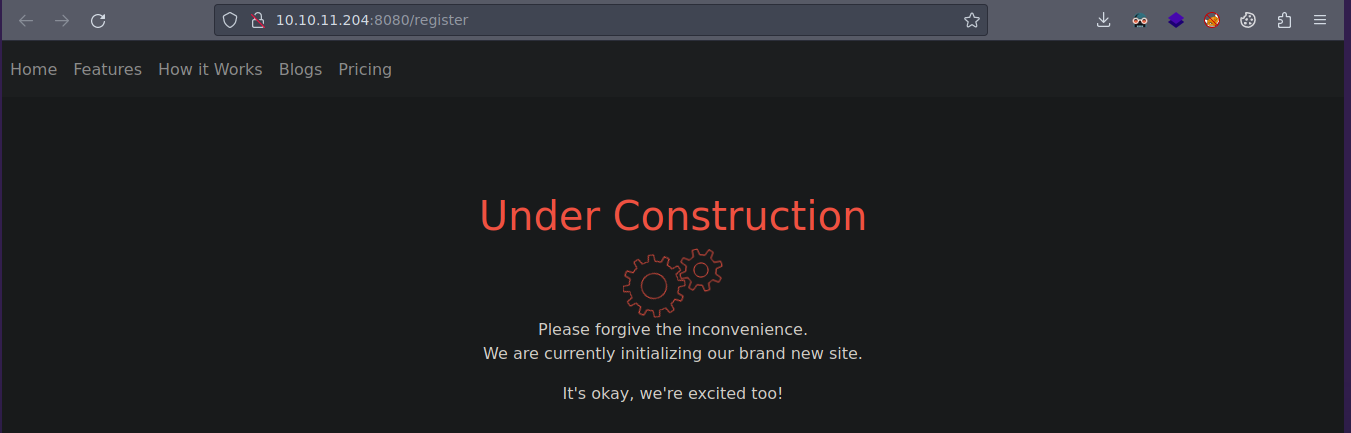 10.10.11.204:8080/register
Home Features How it Works Blogs Pricing
Under Construction
Please forgive the inconvenience.
We are currently initializing our brand new site.
It's okay, we're excited too!